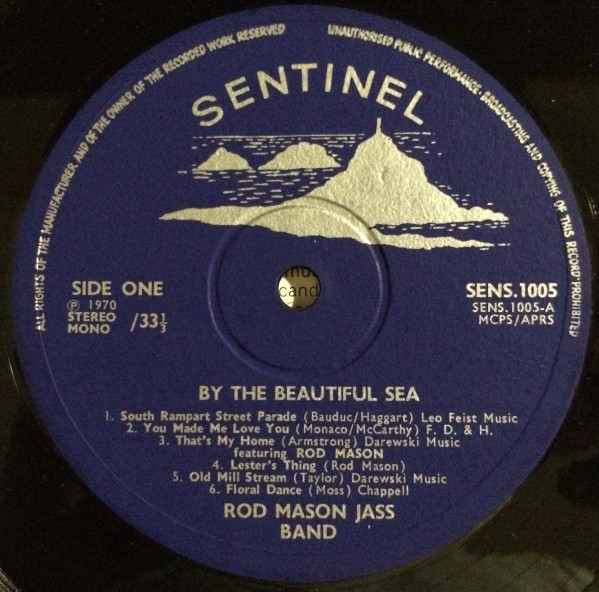 ALL RIGHTS OF THE MANUFACTURER AND OF THE OWNER OF THE RECORDED WORK RESERVED
UNAUTHORISED PUBLIC PERFORMANCE, BROADCASTING AND COPYING OF THIS RECORD PROHIBITED
SENTINEL
cand
SIDE ONE
Ⓟ 1970
STEREO
MONO /33⅓
SENS.1005
SENS.1005-A
MCPS/APRS
BY THE BEAUTIFUL SEA
1. South Rampart Street Parade (Bauduc/Haggart) Leo Feist Music
2. You Made Me Love You (Monaco/McCarthy) F. D. & H.
3. That's My Home (Armstrong) Darewski Music
featuring ROD MASON
4. Lester's Thing (Rod Mason)
5. Old Mill Stream (Taylor) Darewski Music
6. Floral Dance (Moss) Chappell
ROD MASON JASS
BAND